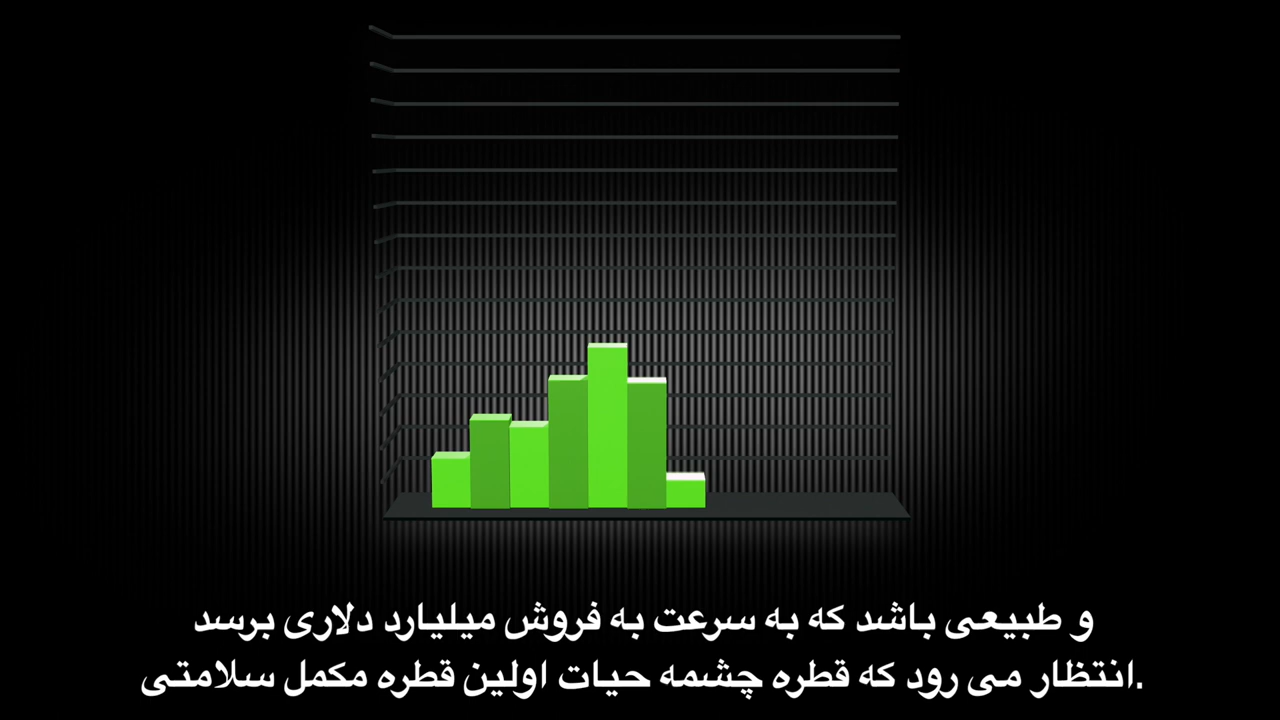 و طبیعی باشد که به سرعت به فروش میلیارد دلاری برسد
.انتظار می رود که قطره چشمه حیات اولین قطره مکمل سلامتی